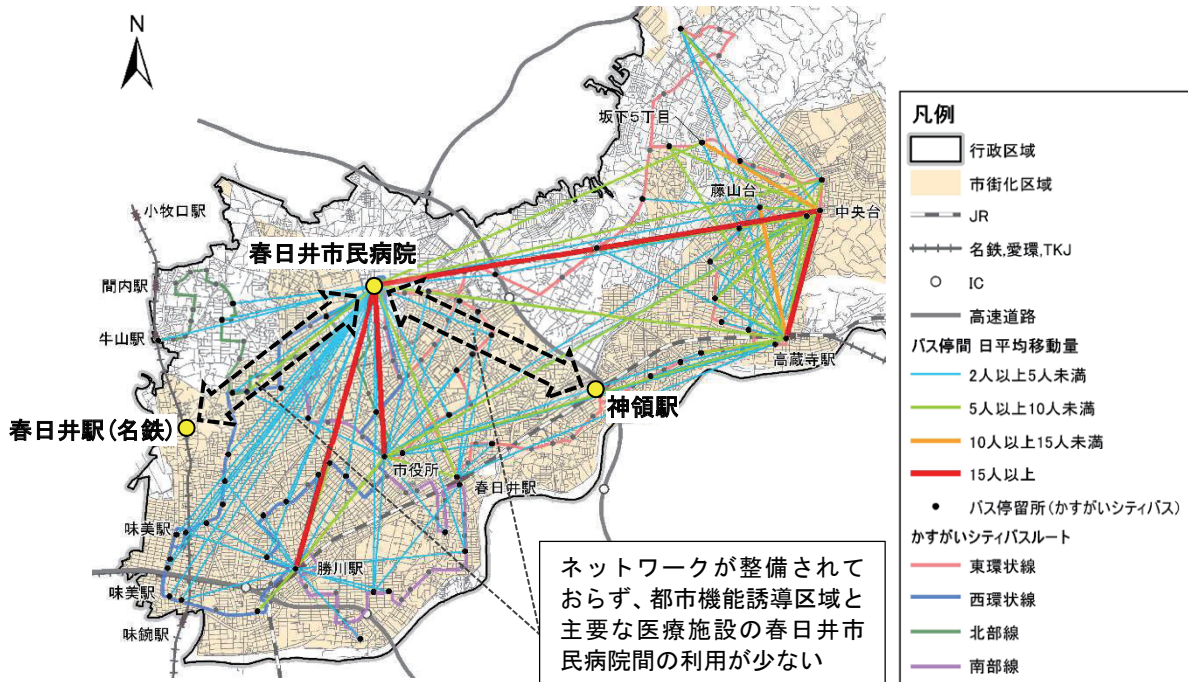 N
坂下5丁目
藤山台
中央台
小牧口駅
春日井市民病院
間内駅
牛山駅
高蔵寺駅
神領駅
春日井駅(名鉄)
市役所
春日井駅
味美駅
勝川駅
味美駅
味鋺駅
ネットワークが整備されて
おらず、都市機能誘導区域と
主要な医療施設の春日井市
民病院間の利用が少ない
凡例
行政区域
市街化区域
JR
名鉄,愛環,TKJ
IC
高速道路
バス停間 日平均移動量
2人以上5人未満
5人以上10人未満
10人以上15人未満
15人以上
バス停留所(かすがいシティバス)
かすがいシティバスルート
東環状線
西環状線
北部線
南部線